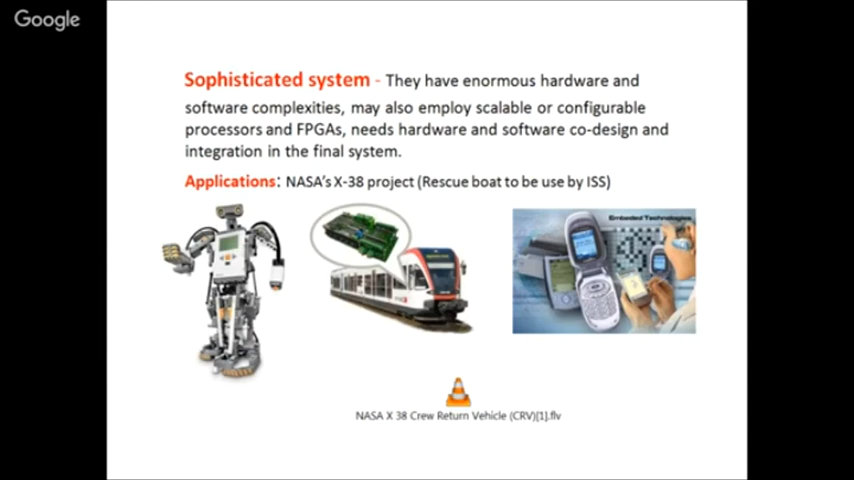 Google
Sophisticated system - They have enormous hardware and
software complexities, may also employ scalable or configurable
processors and FPGAs, needs hardware and software co-design and
integration in the final system.
Applications: NASA's X-38 project (Rescue boat to be use by ISS)
Embedded Technologies
NASA X 38 Crew Return Vehicle (CRV)[1].flv